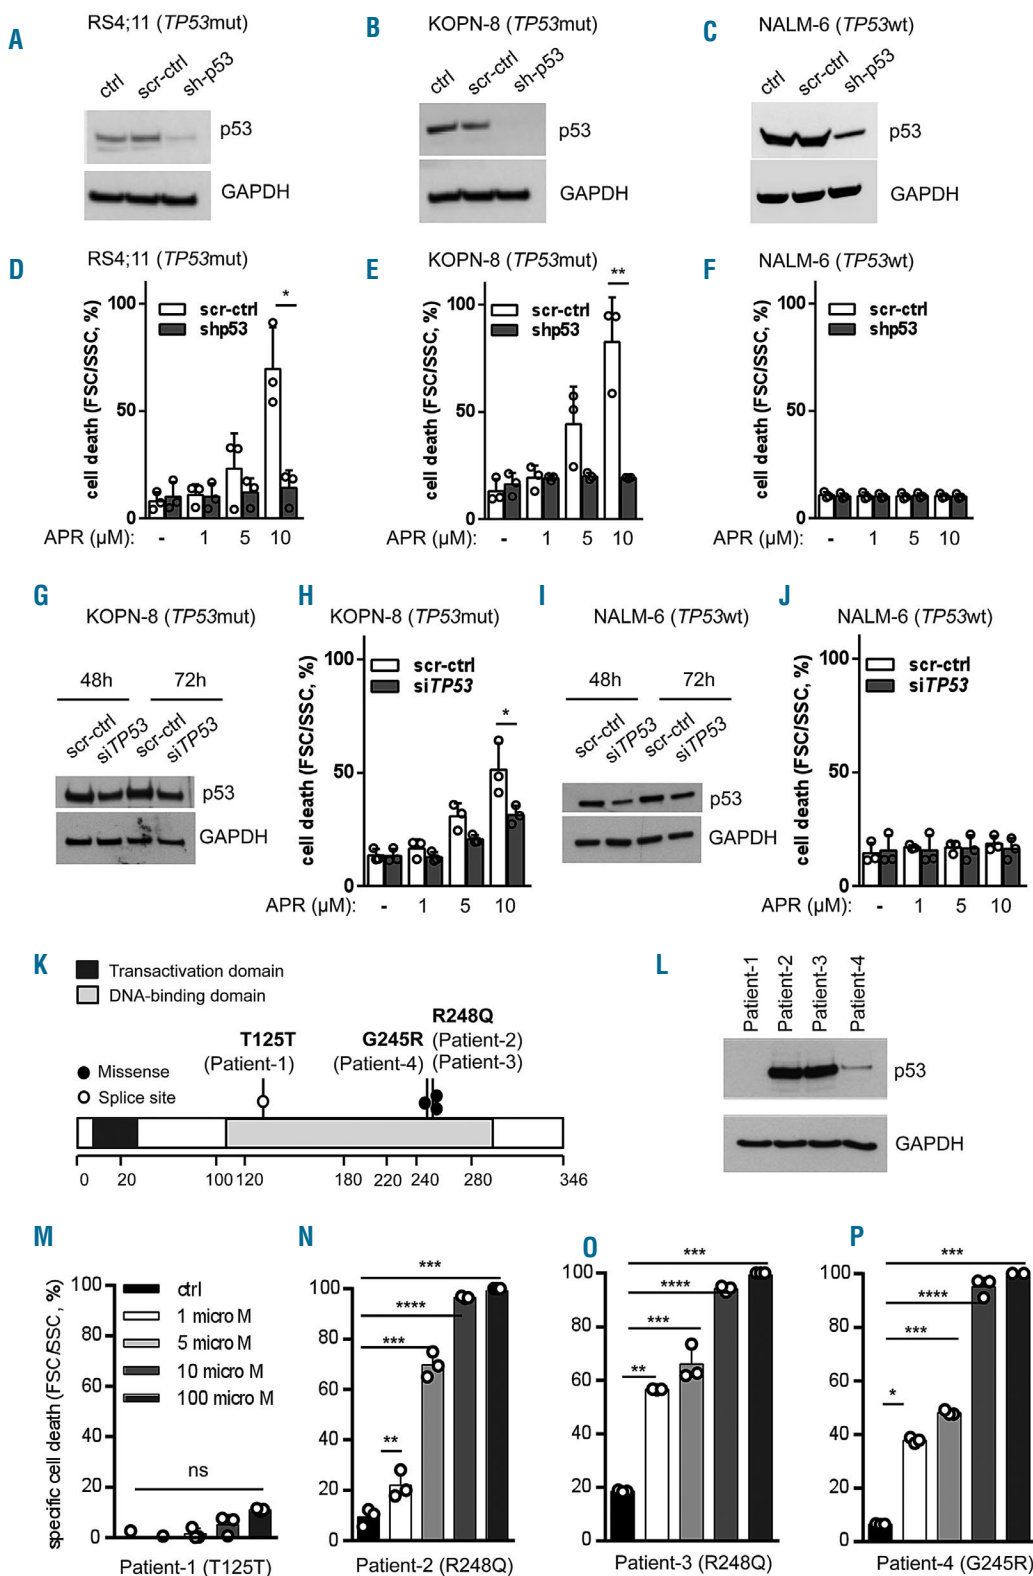 A
RS4;11 (TP53mut)
ctrl
scr-ctrl
sh-p53
p53
GAPDH
B
KOPN-8 (TP53mut)
ctrl
scr-ctrl
sh-p53
p53
GAPDH
C
NALM-6 (TP53wt)
ctrl
scr-ctrl
sh-p53
p53
GAPDH
D
RS4;11 (TP53mut)
cell death (FSC/SSC, %)
100
50
0
scr-ctrl
shp53
*
APR (µM): - 1 5 10
E
KOPN-8 (TP53mut)
cell death (FSC/SSC, %)
100
50
0
scr-ctrl
shp53
**
APR (µM): - 1 5 10
F
NALM-6 (TP53wt)
cell death (FSC/SSC, %)
100
50
0
scr-ctrl
shp53
APR (µM): - 1 5 10
G
KOPN-8 (TP53mut)
48h 72h
scr-ctrl
siTP53
scr-ctrl
siTP53
p53
GAPDH
H
KOPN-8 (TP53mut)
cell death (FSC/SSC, %)
100
50
0
scr-ctrl
siTP53
*
APR (µM): - 1 5 10
I
NALM-6 (TP53wt)
48h 72h
scr-ctrl
siTP53
scr-ctrl
siTP53
p53
GAPDH
J
NALM-6 (TP53wt)
cell death (FSC/SSC, %)
100
50
0
scr-ctrl
siTP53
APR (µM): - 1 5 10
K
Transactivation domain
DNA-binding domain
Missense
Splice site
T125T
(Patient-1)
G245R
(Patient-4)
R248Q
(Patient-2)
(Patient-3)
0 20 100 120 180 220 240 280 346
L
Patient-1
Patient-2
Patient-3
Patient-4
p53
GAPDH
M
specific cell death (FSC/SSC, %)
100
80
60
40
20
0
ctrl
1 micro M
5 micro M
10 micro M
100 micro M
ns
Patient-1 (T125T)
N
100
80
60
40
20
0
***
****
***
**
Patient-2 (R248Q)
O
100
80
60
40
20
0
***
****
***
**
Patient-3 (R248Q)
P
100
80
60
40
20
0
***
****
***
*
Patient-4 (G245R)